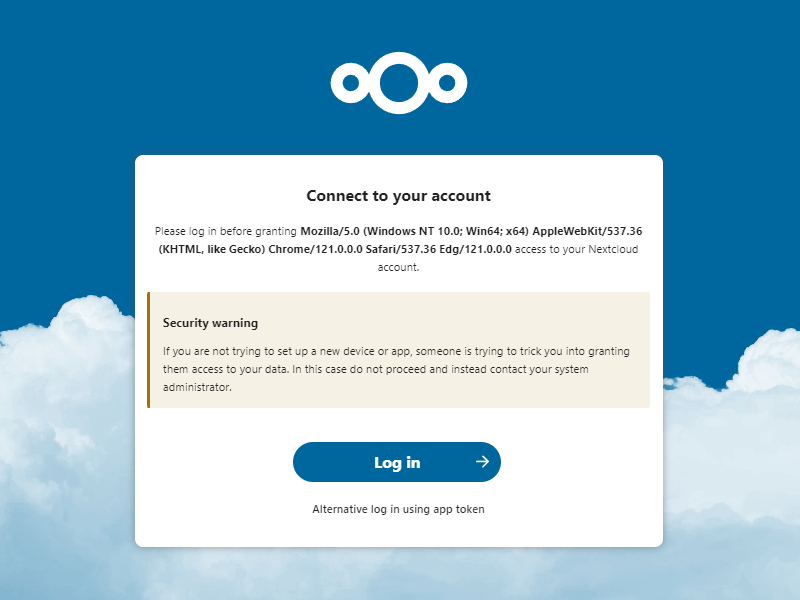 Connect to your account
Please log in before granting Mozilla/5.0 (Windows NT 10.0; Win64; x64) AppleWebKit/537.36
(KHTML, like Gecko) Chrome/121.0.0.0 Safari/537.36 Edg/121.0.0.0 access to your Nextcloud
account.
Security warning
If you are not trying to set up a new device or app, someone is trying to trick you into granting
them access to your data. In this case do not proceed and instead contact your system
administrator.
Log in
Alternative log in using app token